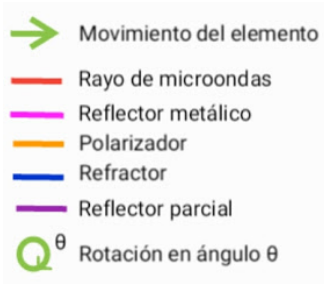 Movimiento del elemento
Rayo de microondas
Reflector metálico
Polarizador
Refractor
Reflector parcial
θ Rotación en ángulo θ